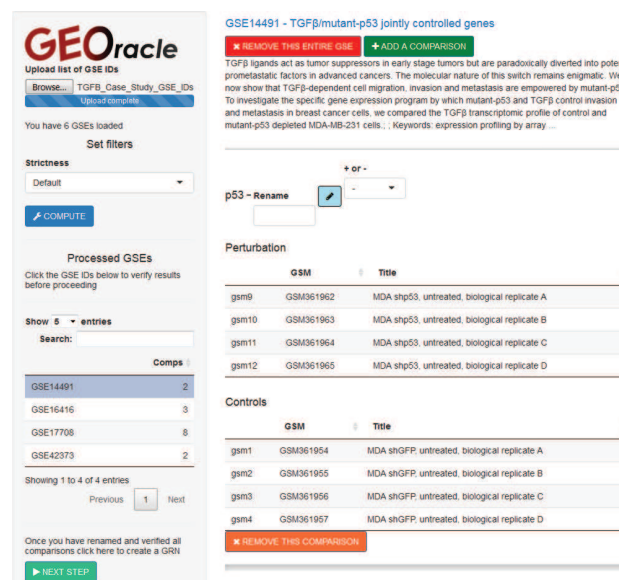 GEOracle
Upload list of GSE IDs
Browse... TGFB_Case_Study_GSE_IDs
Upload complete
You have 6 GSEs loaded
Set filters
Strictness
Default
COMPUTE
Processed GSEs
Click the GSE IDs below to verify results
before proceeding
Show 5 entries
Search:
Comps
GSE14491 2
GSE16416 3
GSE17708 8
GSE42373 2
Showing 1 to 4 of 4 entries
Previous 1 Next
Once you have renamed and verified all
comparisons click here to create a GRN
NEXT STEP
GSE14491 - TGFβ/mutant-p53 jointly controlled genes
REMOVE THIS ENTIRE GSE
ADD A COMPARISON
TGFβ ligands act as tumor suppressors in early stage tumors but are paradoxically diverted into pote
prometastatic factors in advanced cancers. The molecular nature of this switch remains enigmatic. We
now show that TGFβ-dependent cell migration, invasion and metastasis are empowered by mutant-p5
To investigate the specific gene expression program by which mutant-p53 and TGFβ control invasion
and metastasis in breast cancer cells, we compared the TGFβ transcriptomic profile of control and
mutant-p53 depleted MDA-MB-231 cells.; ; Keywords: expression profiling by array ...
+ or -
p53 – Rename
-
Perturbation
GSM Title
gsm9 GSM361962 MDA shp53, untreated, biological replicate A
gsm10 GSM361963 MDA shp53, untreated, biological replicate B
gsm11 GSM361964 MDA shp53, untreated, biological replicate C
gsm12 GSM361965 MDA shp53, untreated, biological replicate D
Controls
GSM Title
gsm1 GSM361954 MDA shGFP, untreated, biological replicate A
gsm2 GSM361955 MDA shGFP, untreated, biological replicate B
gsm3 GSM361956 MDA shGFP, untreated, biological replicate C
gsm4 GSM361957 MDA shGFP, untreated, biological replicate D
REMOVE THIS COMPARISON